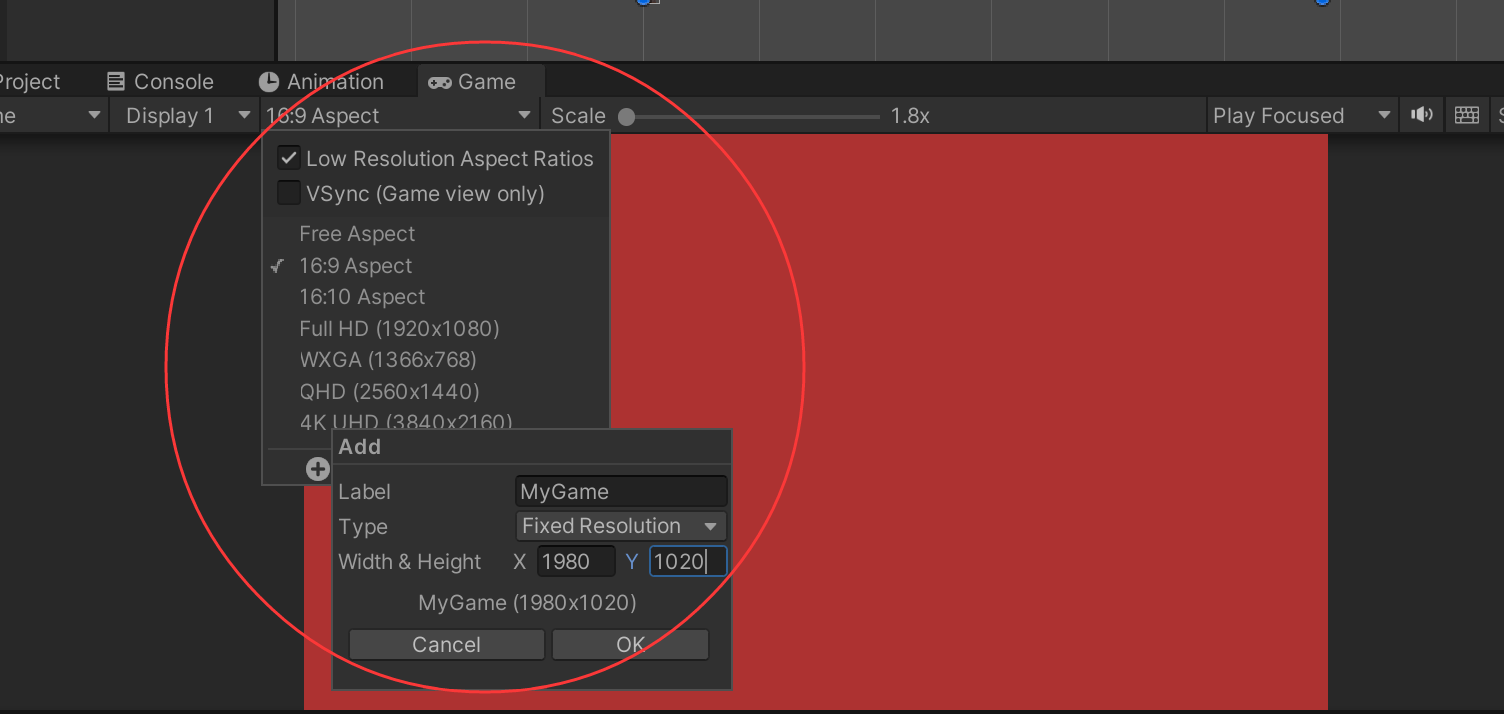 Project Console Animation Game
Display 1 16:9 Aspect Scale 1.8x Play Focused
Low Resolution Aspect Ratios
VSync (Game view only)
Free Aspect
16:9 Aspect
16:10 Aspect
Full HD (1920x1080)
WXGA (1366x768)
QHD (2560x1440)
4K UHD (3840x2160)
Add
Label MyGame
Type Fixed Resolution
Width & Height X 1980 Y 1020
MyGame (1980x1020)
Cancel OK